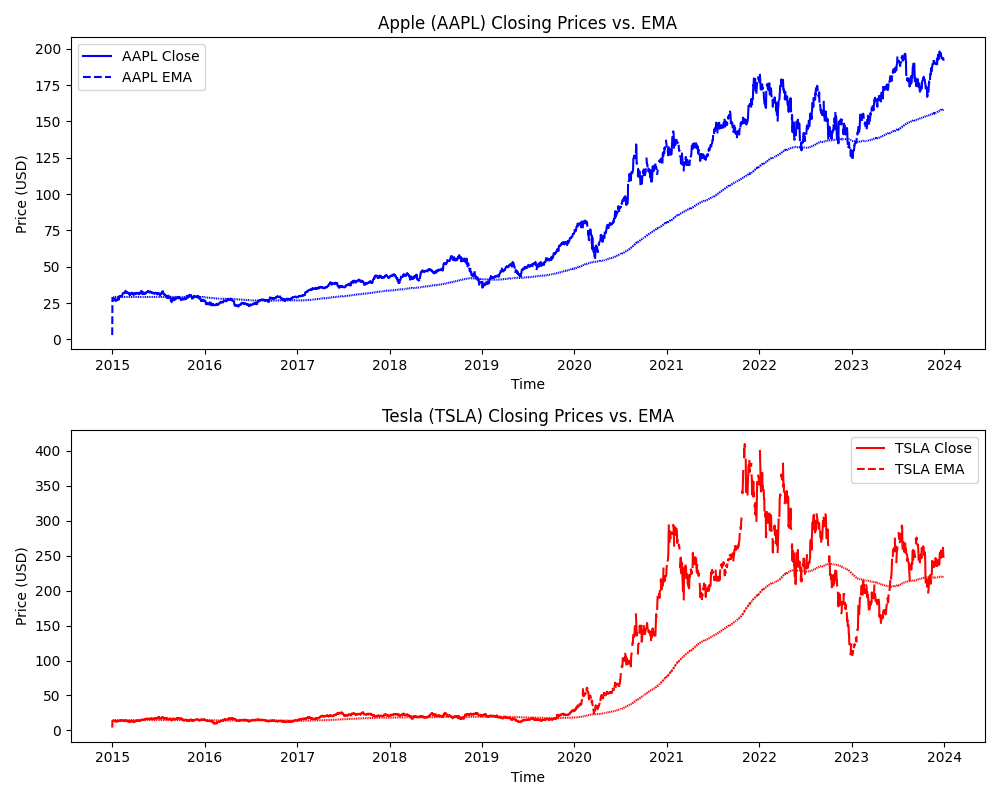 Apple (AAPL) Closing Prices vs. EMA
AAPL Close
AAPL EMA
Price (USD)
200
175
150
125
100
75
50
25
0
2015 2016 2017 2018 2019 2020 2021 2022 2023 2024
Time
Tesla (TSLA) Closing Prices vs. EMA
TSLA Close
TSLA EMA
Price (USD)
400
350
300
250
200
150
100
50
0
2015 2016 2017 2018 2019 2020 2021 2022 2023 2024
Time